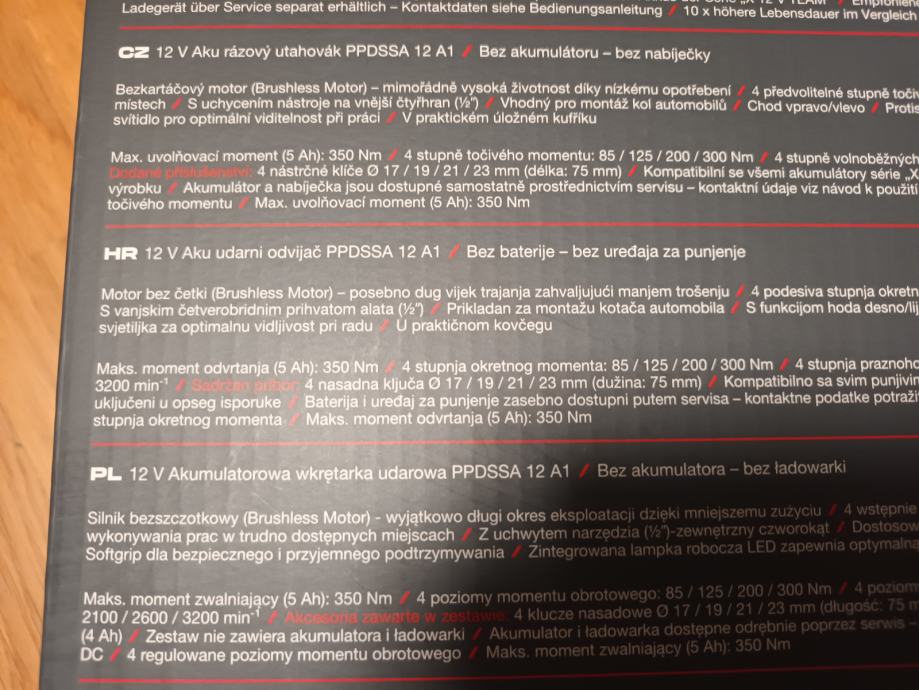 Ladegerät über Service separat erhältlich – Kontaktdaten siehe Bedienungsanleitung / 10 x höhere Lebensdauer im Vergleich
CZ 12 V Aku rázový utahovák PPDSSA 12 A1 / Bez akumulátoru – bez nabíječky
Bezkartáčový motor (Brushless Motor) – mimořádně vysoká životnost díky nízkému opotřebení / 4 předvolitelné stupně točiv
místech / S uchycením nástroje na vnější čtyřhran (½") / Vhodný pro montáž kol automobilů / Chod vpravo/vlevo / Protis
svítidlo pro optimální viditelnost při práci / V praktickém úložném kufříku
Max. uvolňovací moment (5 Ah): 350 Nm / 4 stupně točivého momentu: 85 / 125 / 200 / 300 Nm / 4 stupně volnoběžných
Dodané příslušenství: 4 nástrčné klíče Ø 17 / 19 / 21 / 23 mm (délka: 75 mm) / Kompatibilní se všemi akumulátory série „X
výrobku / Akumulátor a nabíječka jsou dostupné samostatně prostřednictvím servisu – kontaktní údaje viz návod k použití
točivého momentu / Max. uvolňovací moment (5 Ah): 350 Nm
HR 12 V Aku udarni odvijač PPDSSA 12 A1 / Bez baterije – bez uređaja za punjenje
Motor bez četki (Brushless Motor) – posebno dug vijek trajanja zahvaljujući manjem trošenju / 4 podesiva stupnja okretn
S vanjskim četverobridnim prihvatom alata (½") / Prikladan za montažu kotača automobila / S funkcijom hoda desno/lij
svjetiljka za optimalnu vidljivost pri radu / U praktičnom kovčegu
Maks. moment odvrtanja (5 Ah): 350 Nm / 4 stupnja okretnog momenta: 85 / 125 / 200 / 300 Nm / 4 stupnja praznoho
3200 min⁻¹ / Sadržan pribor: 4 nasadna ključa Ø 17 / 19 / 21 / 23 mm (dužina: 75 mm) / Kompatibilno sa svim punjivim
uključeni u opseg isporuke / Baterija i uređaj za punjenje zasebno dostupni putem servisa – kontaktne podatke potraži
stupnja okretnog momenta / Maks. moment odvrtanja (5 Ah): 350 Nm
PL 12 V Akumulatorowa wkrętarka udarowa PPDSSA 12 A1 / Bez akumulatora – bez ładowarki
Silnik bezszczotkowy (Brushless Motor) - wyjątkowo długi okres eksploatacji dzięki mniejszemu zużyciu / 4 wstępnie
wykonywania prac w trudno dostępnych miejscach / Z uchwytem narzędzia (½")-zewnętrzny czworokąt / Dostosow
Softgrip dla bezpiecznego i przyjemnego podtrzymywania / Zintegrowana lampka robocza LED zapewnia optymalną
Maks. moment zwalniający (5 Ah): 350 Nm / 4 poziomy momentu obrotowego: 85 / 125 / 200 / 300 Nm / 4 poziom
2100 / 2600 / 3200 min⁻¹ / Akcesoria zawarte w zestawie: 4 klucze nasadowe Ø 17 / 19 / 21 / 23 mm (długość: 75 m
(4 Ah) / Zestaw nie zawiera akumulatora i ładowarki / Akumulator i ładowarka dostępne odrębnie poprzez serwis –
DC / 4 regulowane poziomy momentu obrotowego / Maks. moment zwalniający (5 Ah): 350 Nm